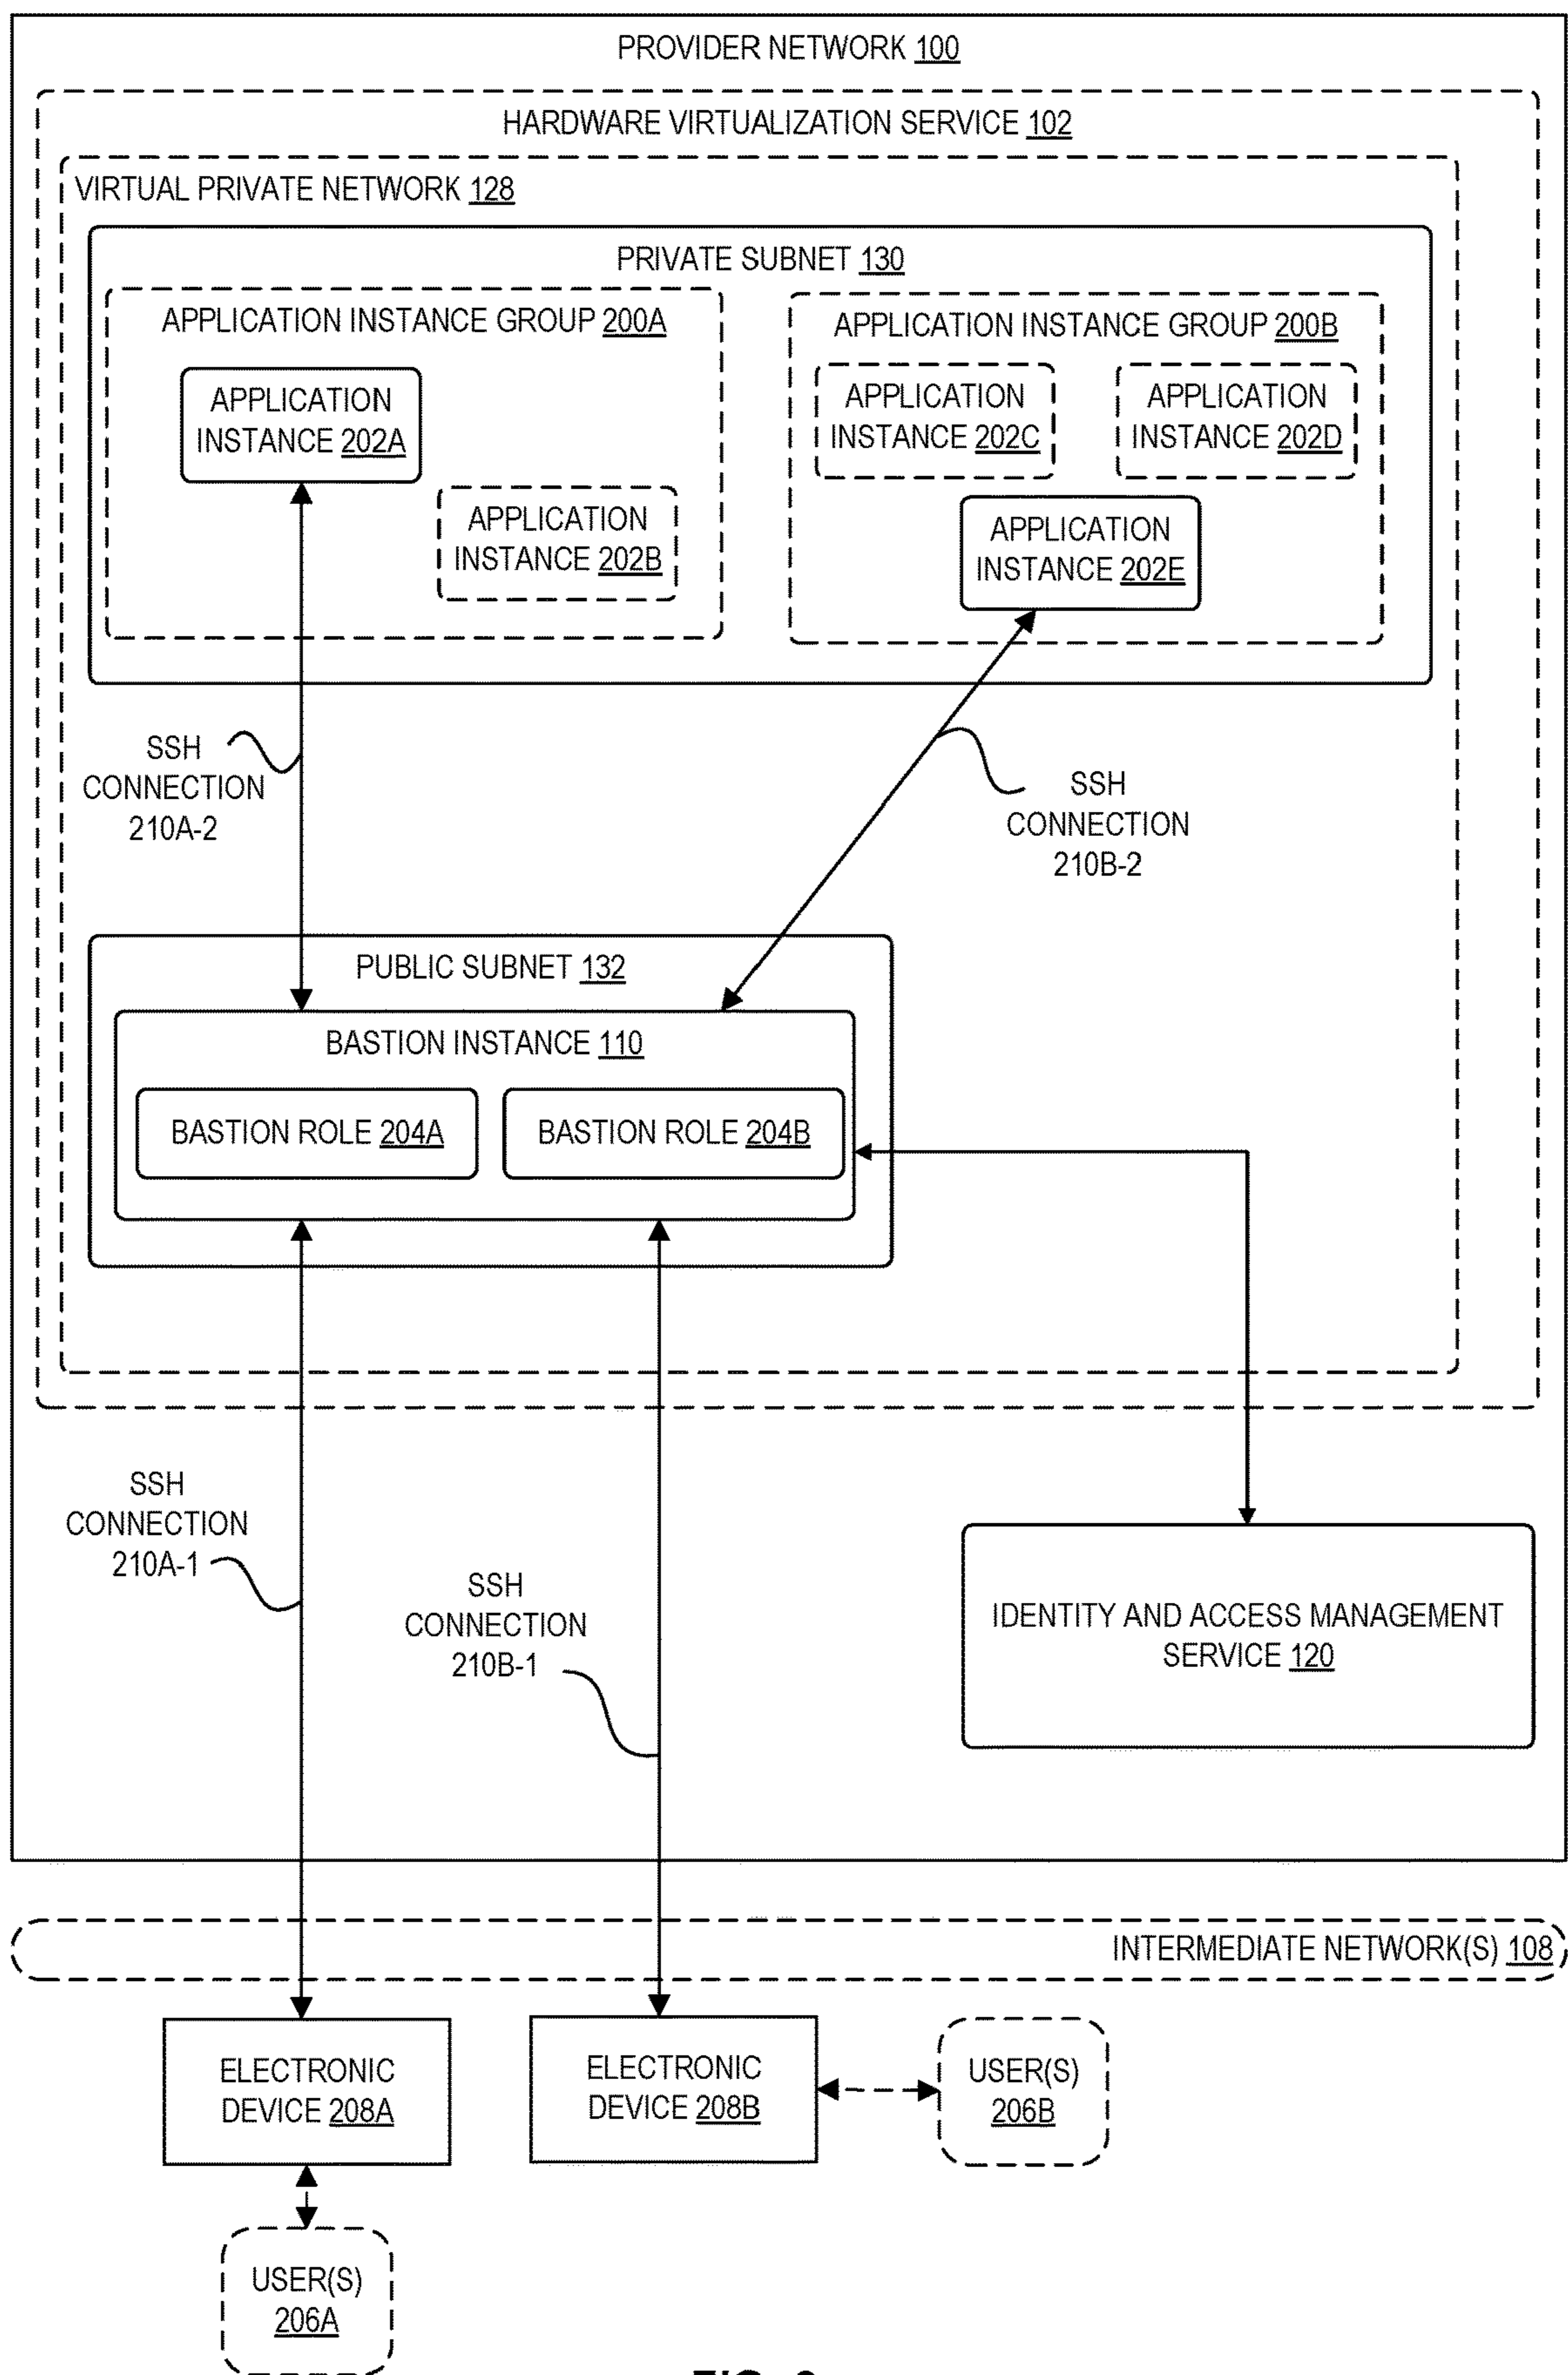 PROVIDER NETWORK 100
HARDWARE VIRTUALIZATION SERVICE 102
VIRTUAL PRIVATE NETWORK 128
PRIVATE SUBNET 130
APPLICATION INSTANCE GROUP 200A
APPLICATION
INSTANCE 202A
APPLICATION
INSTANCE 202B
APPLICATION INSTANCE GROUP 200B
APPLICATION
INSTANCE 202C
APPLICATION
INSTANCE 202D
APPLICATION
INSTANCE 202E
SSH
CONNECTION
210A-2
SSH
CONNECTION
210B-2
PUBLIC SUBNET 132
BASTION INSTANCE 110
BASTION ROLE 204A
BASTION ROLE 204B
SSH
CONNECTION
210A-1
SSH
CONNECTION
210B-1
IDENTITY AND ACCESS MANAGEMENT
SERVICE 120
INTERMEDIATE NETWORK(S) 108
ELECTRONIC
DEVICE 208A
ELECTRONIC
DEVICE 208B
USER(S)
206B
USER(S)
206A